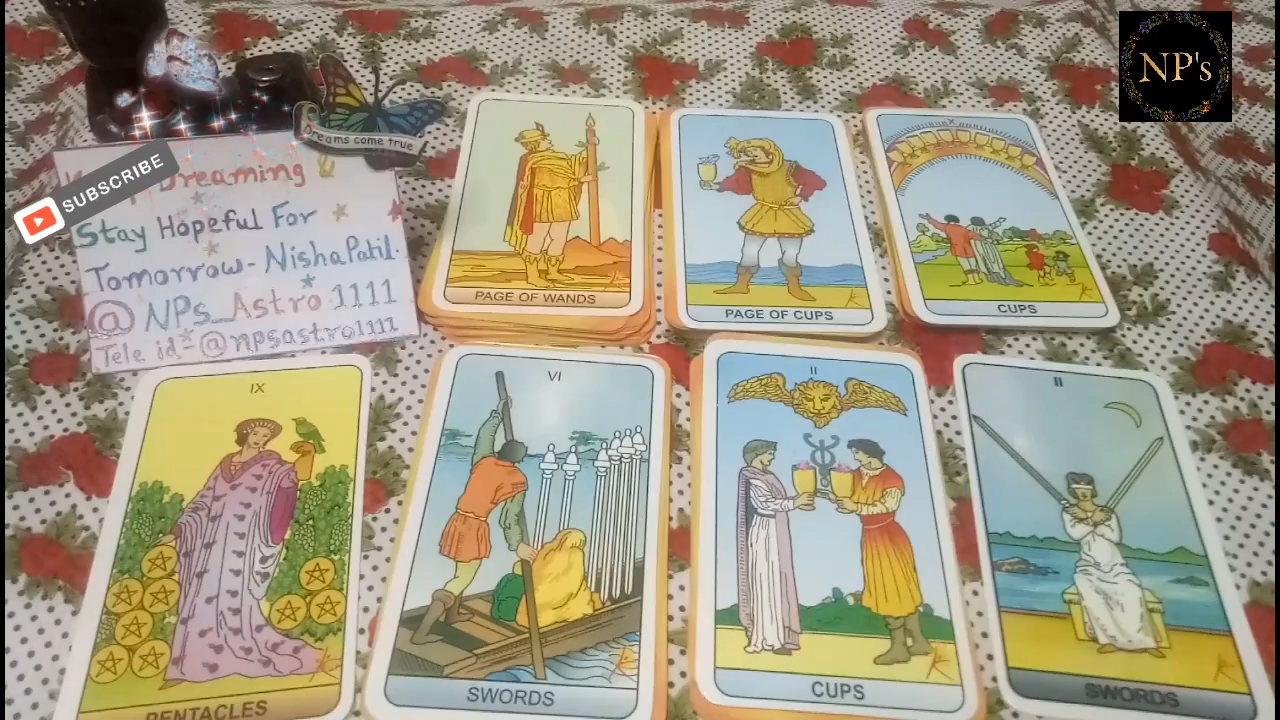 NP's
Dreams come true
SUBSCRIBE
Dreaming &
Stay Hopeful For
Tomorrow - Nisha Patil.
@NPs_Astro 1111
Tele id - @npsastro1111
PAGE OF WANDS
PAGE OF CUPS
X
CUPS
IX
PENTACLES
VI
SWORDS
II
CUPS
II
SWORDS